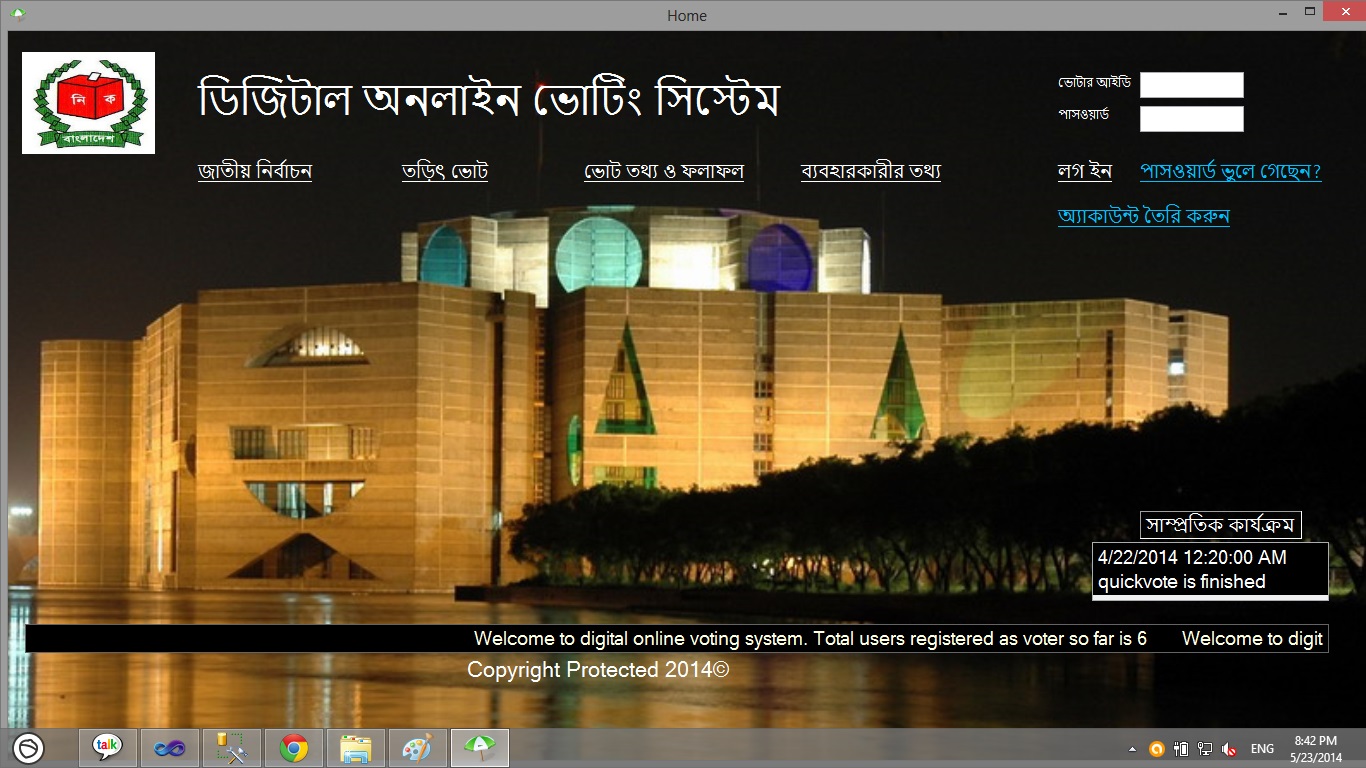 Home
নি ক
বাংলাদেশ
ডিজিটাল অনলাইন ভোটিং সিস্টেম
ভোটার আইডি
পাসওয়ার্ড
জাতীয় নির্বাচন তড়িৎ ভোট ভোট তথ্য ও ফলাফল ব্যবহারকারীর তথ্য
লগ ইন পাসওয়ার্ড ভুলে গেছেন?
অ্যাকাউন্ট তৈরি করুন
সাম্প্রতিক কার্যক্রম
4/22/2014 12:20:00 AM
quickvote is finished
Welcome to digital online voting system. Total users registered as voter so far is 6 Welcome to digit
Copyright Protected 2014©
talk
ENG
8:42 PM
5/23/2014